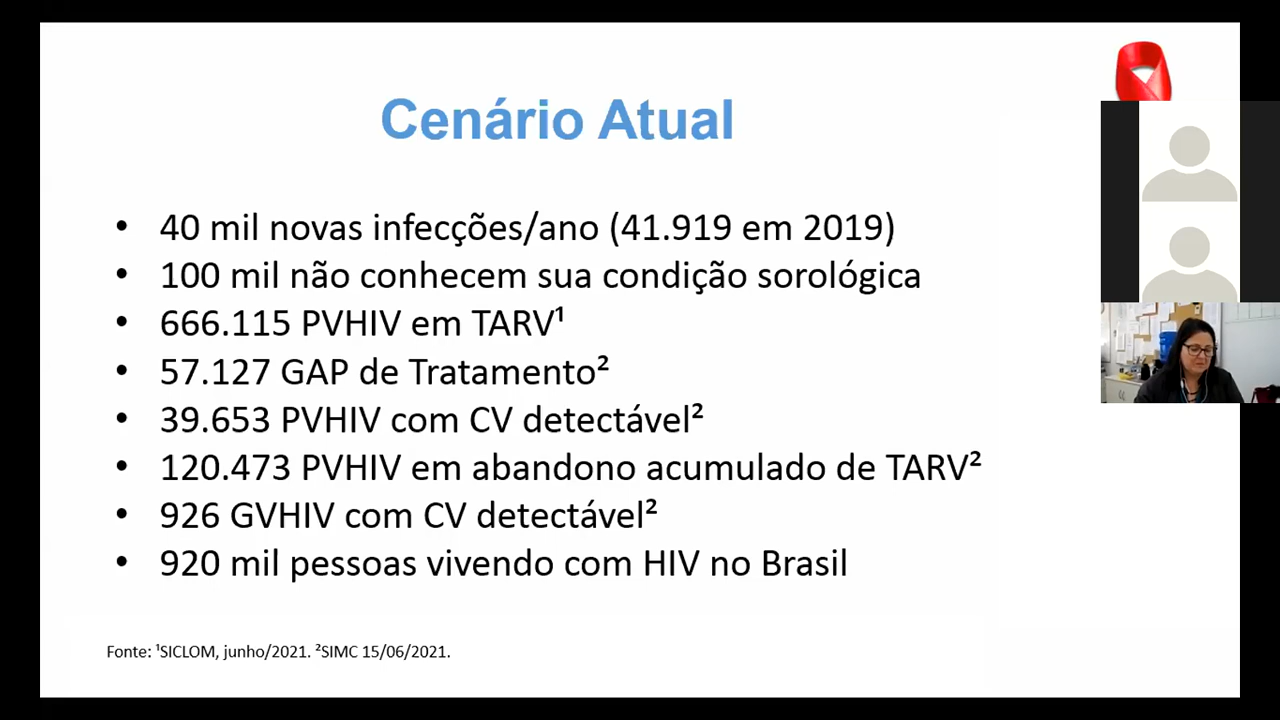 Cenário Atual
• 40 mil novas infecções/ano (41.919 em 2019)
• 100 mil não conhecem sua condição sorológica
• 666.115 PVHIV em TARV¹
• 57.127 GAP de Tratamento²
• 39.653 PVHIV com CV detectável²
• 120.473 PVHIV em abandono acumulado de TARV²
• 926 GVHIV com CV detectável²
• 920 mil pessoas vivendo com HIV no Brasil
Fonte: ¹SICLOM, junho/2021. ²SIMC 15/06/2021.